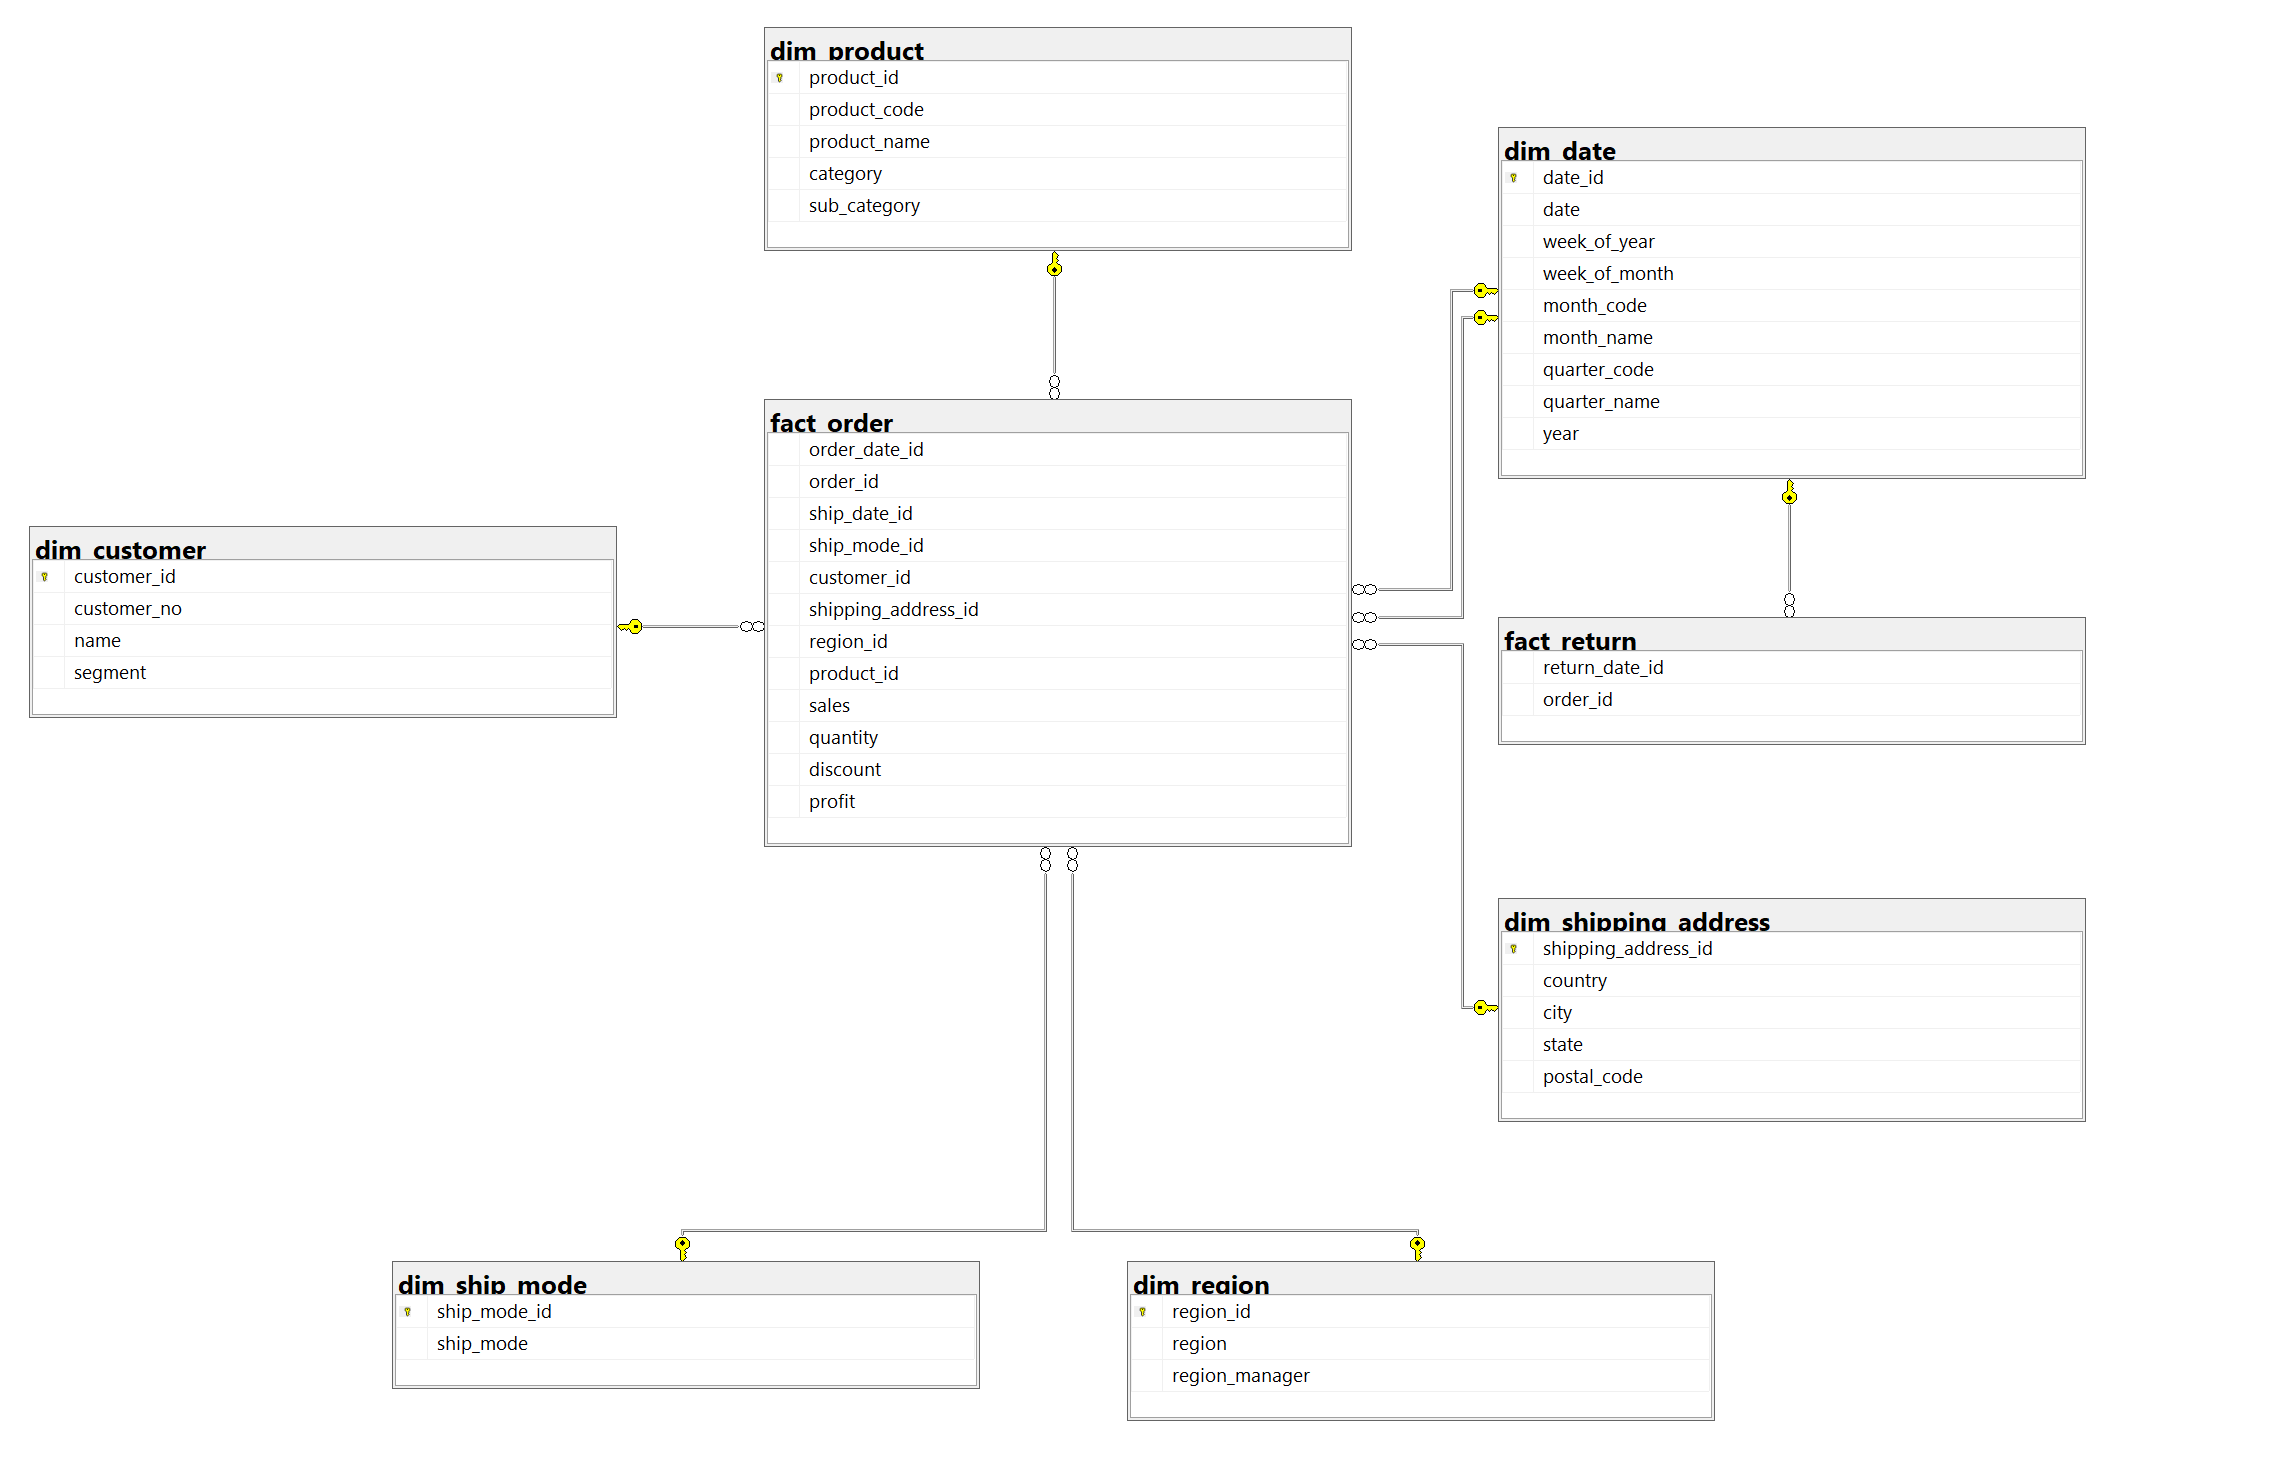 dim_product
product_id
product_code
product_name
category
sub_category
dim_date
date_id
date
week_of_year
week_of_month
month_code
month_name
quarter_code
quarter_name
year
fact_order
order_date_id
order_id
ship_date_id
ship_mode_id
customer_id
shipping_address_id
region_id
product_id
sales
quantity
discount
profit
dim_customer
customer_id
customer_no
name
segment
fact_return
return_date_id
order_id
dim_shipping_address
shipping_address_id
country
city
state
postal_code
dim_ship_mode
ship_mode_id
ship_mode
dim_region
region_id
region
region_manager